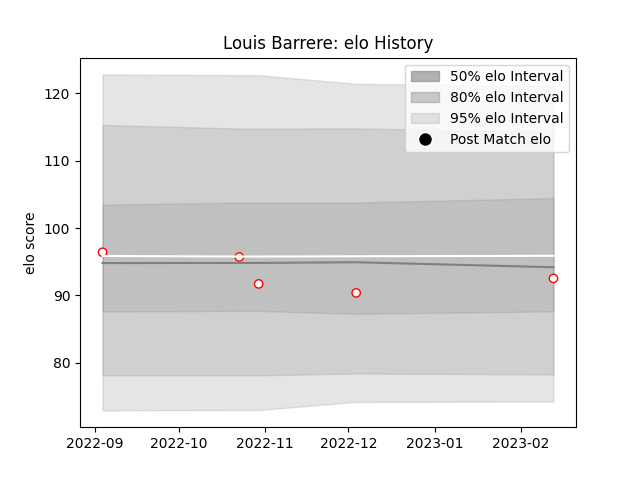 Louis Barrere: elo History
50% elo Interval
80% elo Interval
95% elo Interval
Post Match elo
elo score
120
110
100
90
80
2022-09
2022-10
2022-11
2022-12
2023-01
2023-02